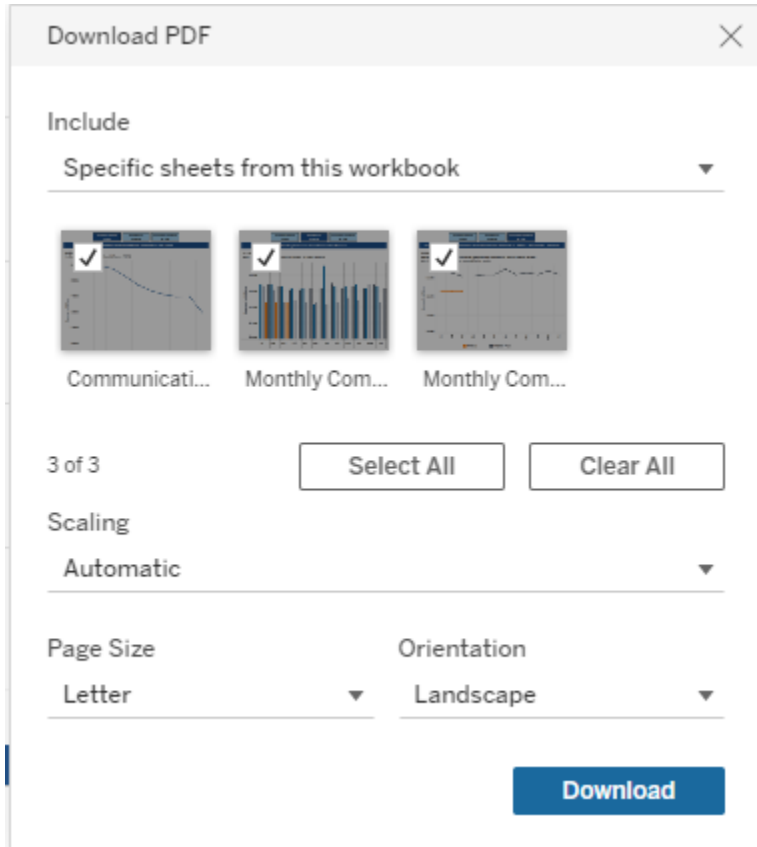 Download PDF
Include
Specific sheets from this workbook
Communicati...
Monthly Com...
Monthly Com...
3 of 3
Select All
Clear All
Scaling
Automatic
Page Size
Orientation
Letter
Landscape
Download